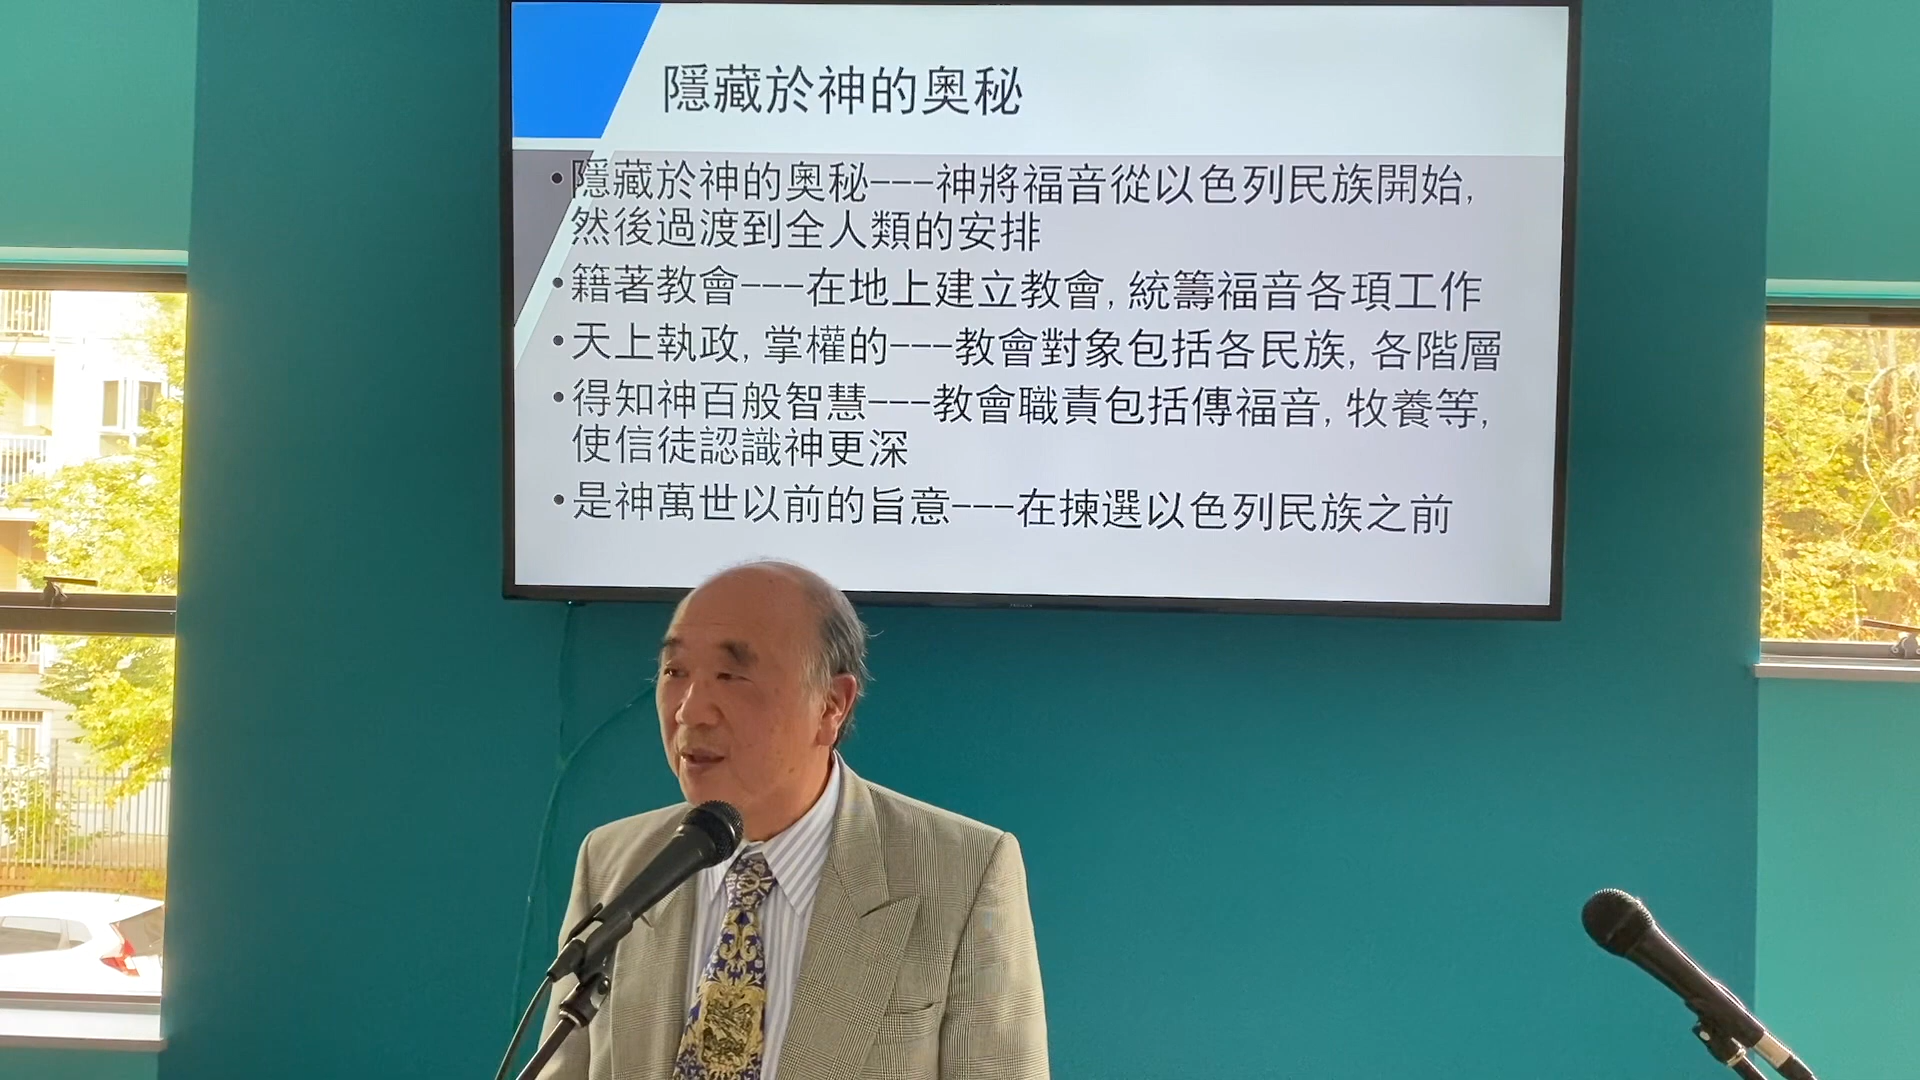 隱藏於神的奧秘
•隱藏於神的奧秘---神將福音從以色列民族開始,
然後過渡到全人類的安排
•籍著教會---在地上建立教會, 統籌福音各項工作
•天上執政, 掌權的---教會對象包括各民族, 各階層
•得知神百般智慧---教會職責包括傳福音, 牧養等,
使信徒認識神更深
•是神萬世以前的旨意---在揀選以色列民族之前